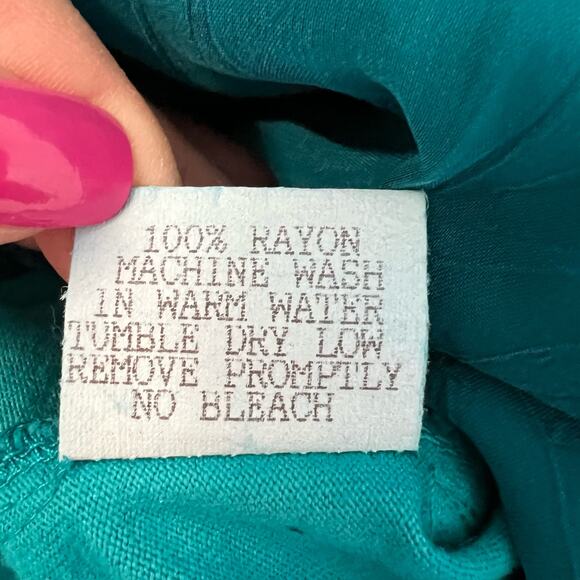 100% RAYON
MACHINE WASH
IN WARM WATER
TUMBLE DRY LOW
REMOVE PROMPTLY
NO BLEACH